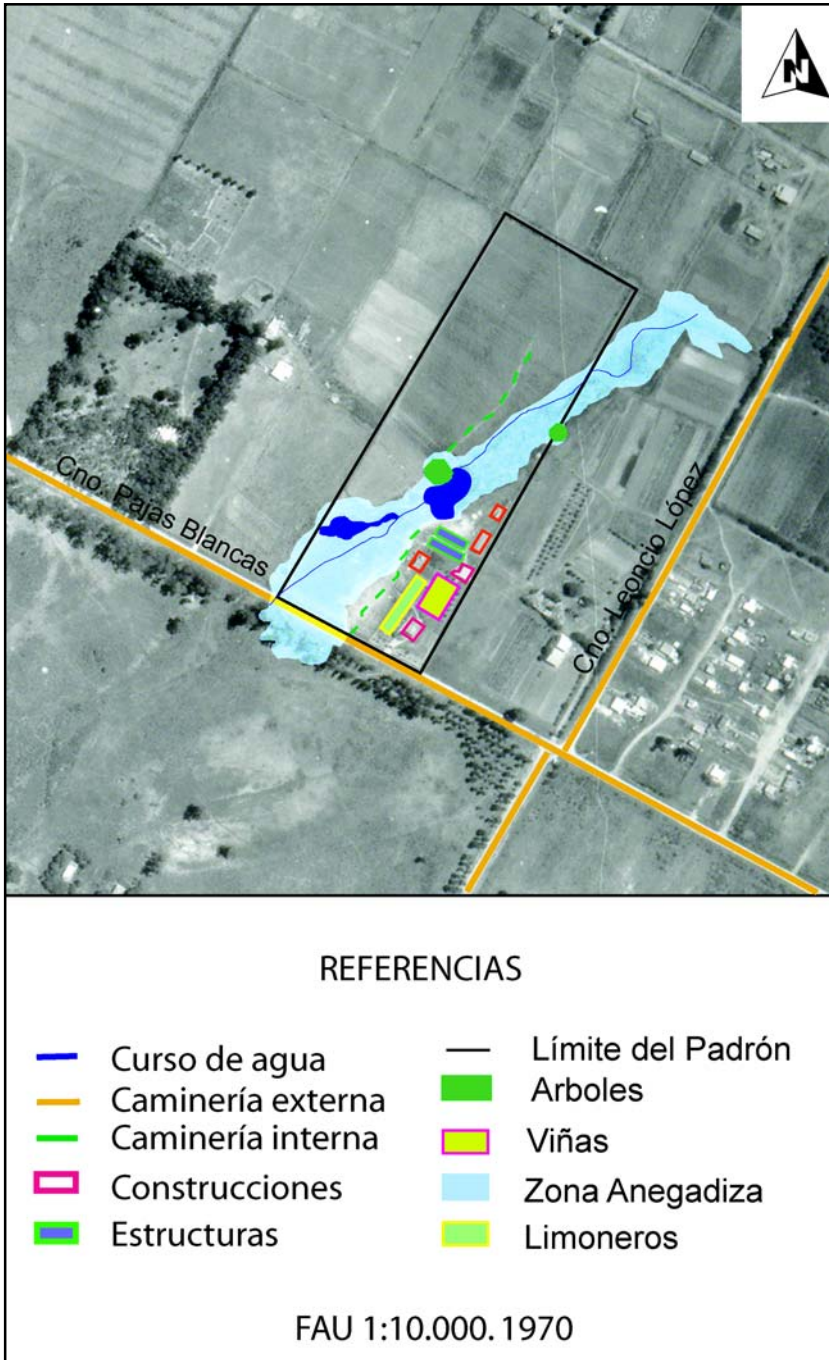 N
Cno. Pajas Blancas
Cno. Leoncio López
REFERENCIAS
Curso de agua
Caminería externa
Caminería interna
Construcciones
Estructuras
Límite del Padrón
Arboles
Viñas
Zona Anegadiza
Limoneros
FAU 1:10.000. 1970